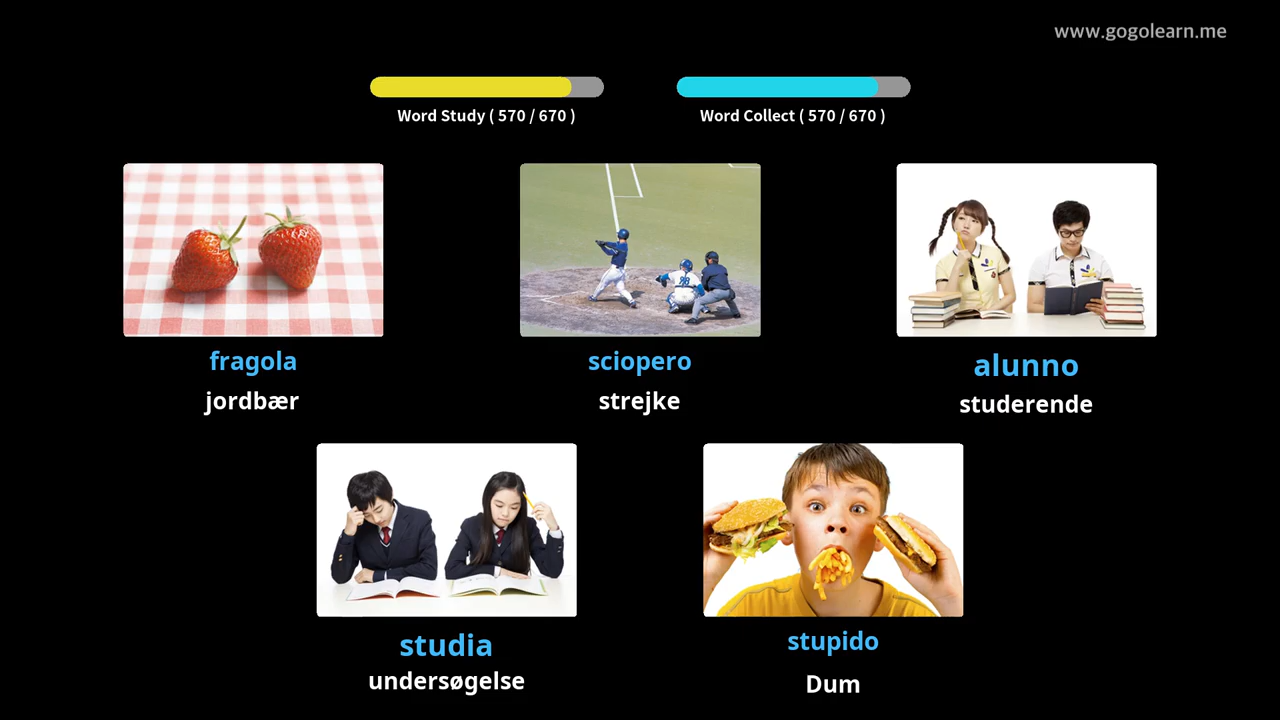 www.gogolearn.me
Word Study ( 570 / 670 )
Word Collect ( 570 / 670 )
fragola
jordbær
sciopero
strejke
alunno
studerende
studia
undersøgelse
stupido
Dum